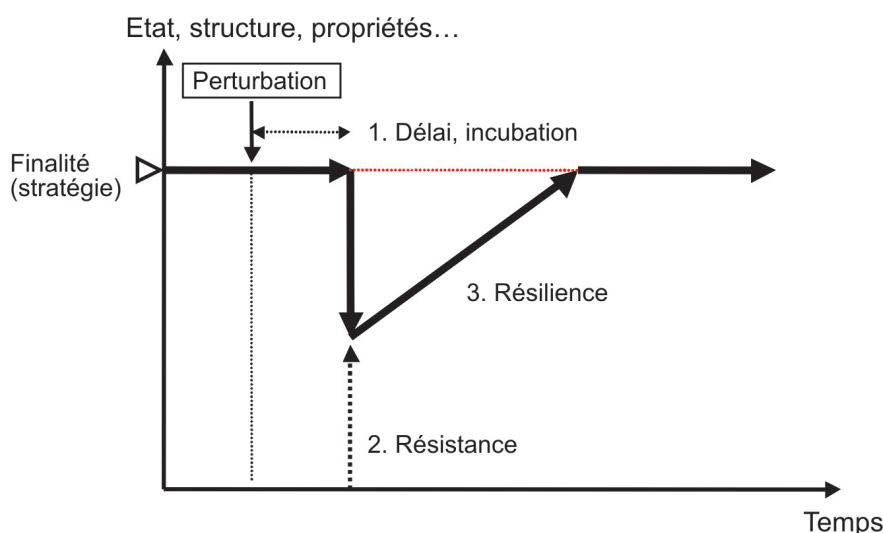 Etat, structure, propriétés…
Perturbation
1. Délai, incubation
Finalité
(stratégie)
3. Résilience
2. Résistance
Temps